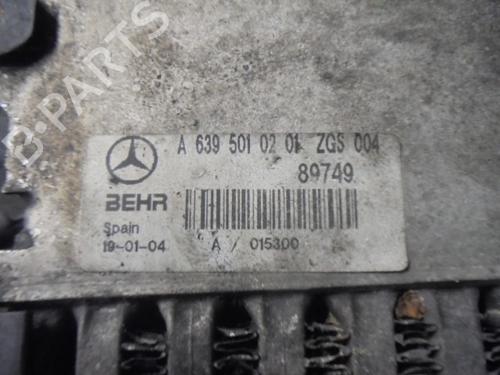 A 639 501 02 01 ZGS 004
89749
BEHR
Spain
19-01-04
A / 015300
B-PARTS